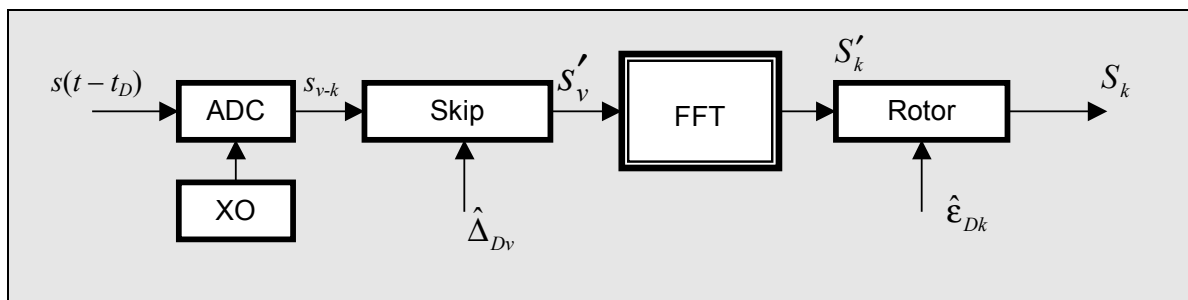 s(t − t_D)
ADC
s_{v-k}
Skip
s'_v
FFT
S'_k
Rotor
S_k
XO
Δ̂_{Dv}
ε̂_{Dk}